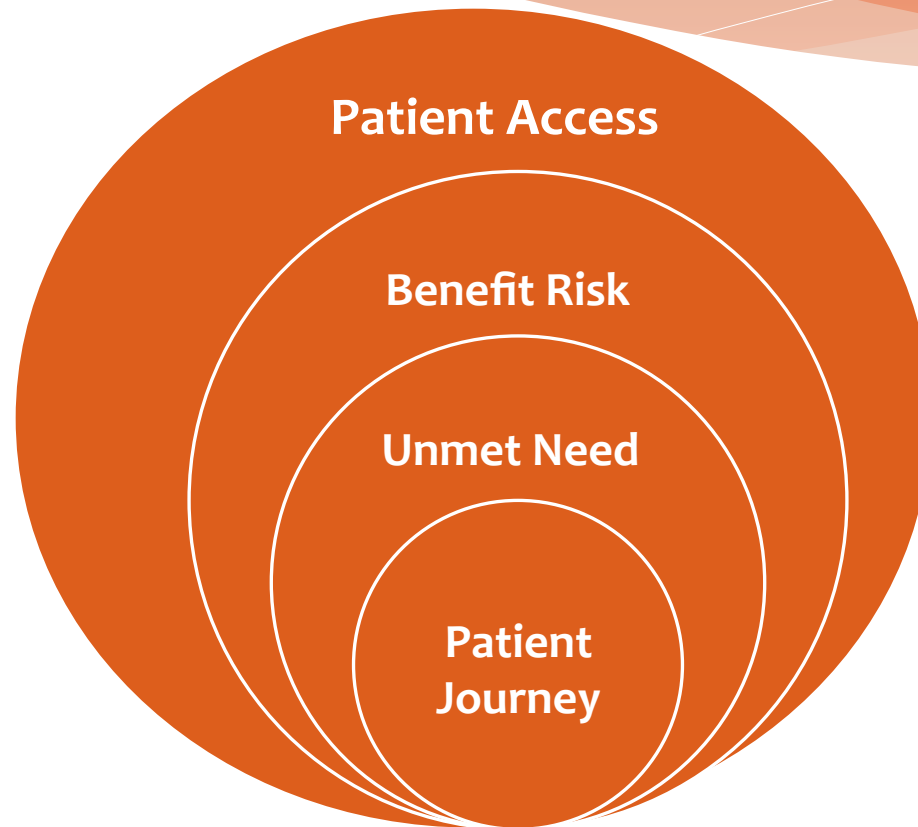 Patient Access
Benefit Risk
Unmet Need
Patient
Journey